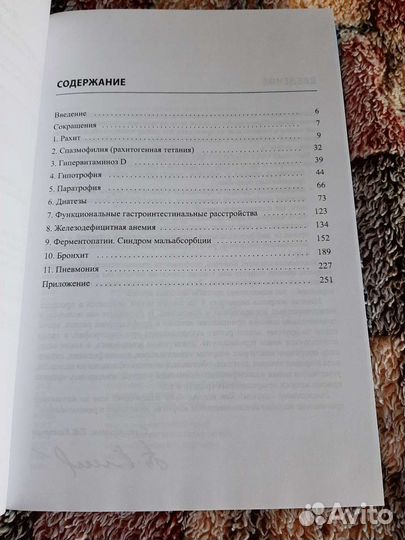 СОДЕРЖАНИЕ
Введение 6
Сокращения 7
1. Рахит 9
2. Спазмофилия (рахитогенная тетания) 32
3. Гипервитаминоз D 39
4. Гипотрофия 44
5. Паратрофия 66
6. Диатезы 73
7. Функциональные гастроинтестинальные расстройства 123
8. Железодефицитная анемия 134
9. Ферментопатии. Синдром мальабсорбции 152
10. Бронхит 189
11. Пневмония 227
Приложение 251
Avito